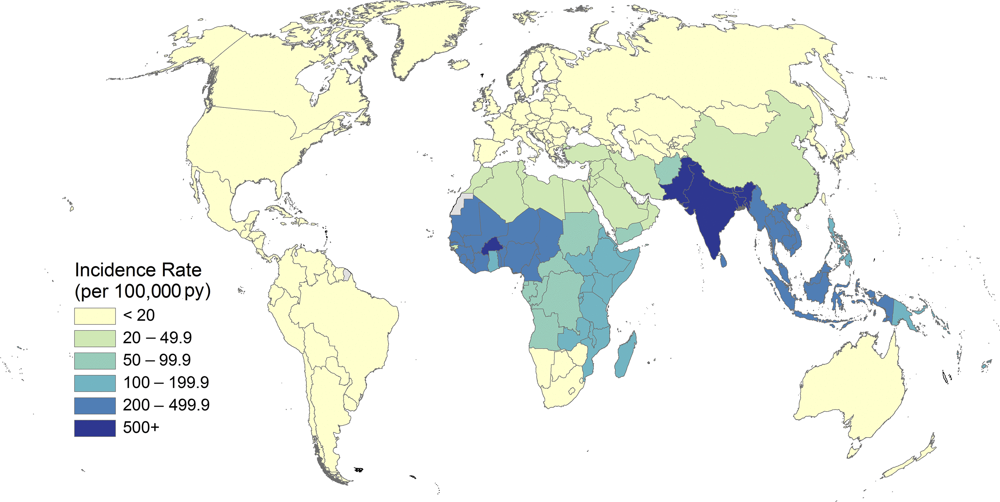 Incidence Rate
(per 100,000 py)
< 20
20 – 49.9
50 – 99.9
100 – 199.9
200 – 499.9
500+